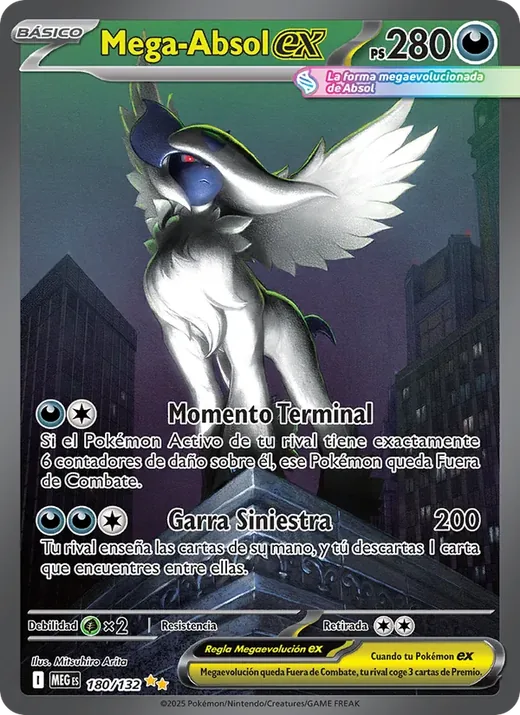 BÁSICO
Mega-Absol ex
PS 280
La forma megaevolucionada
de Absol
Momento Terminal
Si el Pokémon Activo de tu rival tiene exactamente
6 contadores de daño sobre él, ese Pokémon queda Fuera
de Combate.
Garra Siniestra 200
Tu rival enseña las cartas de su mano, y tú descartas 1 carta
que encuentres entre ellas.
Debilidad ×2 Resistencia Retirada
Ilus. Mitsuhiro Arita
Regla Megaevolución ex
Cuando tu Pokémon ex
Megaevolución queda Fuera de Combate, tu rival coge 3 cartas de Premio.
I MEG ES 180/132
©2025 Pokémon/Nintendo/Creatures/GAME FREAK